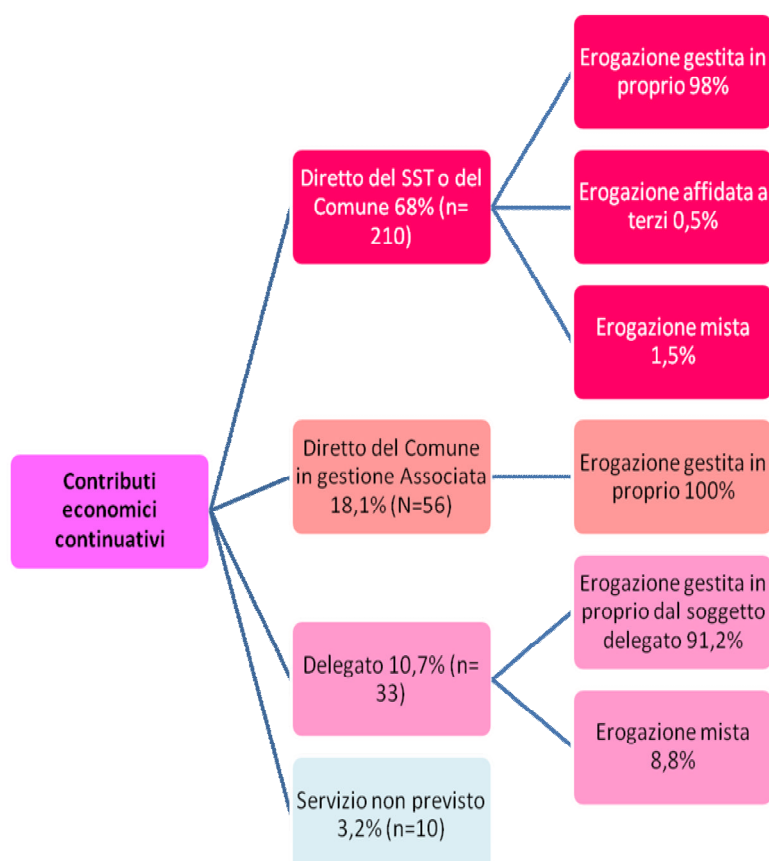 Contributi
economici
continuativi
Diretto del SST o del
Comune 68% (n=
210)
Erogazione gestita in
proprio 98%
Erogazione affidata a
terzi 0,5%
Erogazione mista
1,5%
Diretto del Comune
in gestione Associata
18,1% (N=56)
Erogazione gestita in
proprio 100%
Delegato 10,7% (n=
33)
Erogazione gestita in
proprio dal soggetto
delegato 91,2%
Erogazione mista
8,8%
Servizio non previsto
3,2% (n=10)